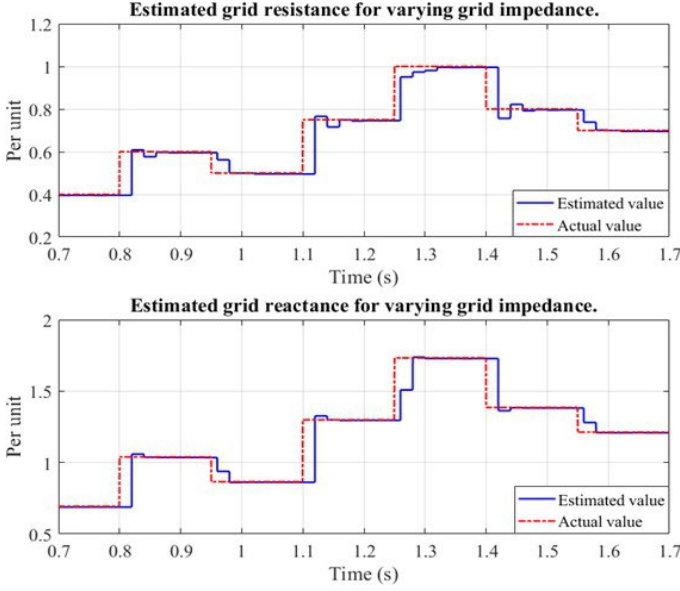 Estimated grid resistance for varying grid impedance.
1.2
1
0.8
0.6
0.4
0.2
Per unit
Estimated value
Actual value
0.7 0.8 0.9 1 1.1 1.2 1.3 1.4 1.5 1.6 1.7
Time (s)
Estimated grid reactance for varying grid impedance.
2
1.5
1
0.5
Per unit
Estimated value
Actual value
0.7 0.8 0.9 1 1.1 1.2 1.3 1.4 1.5 1.6 1.7
Time (s)